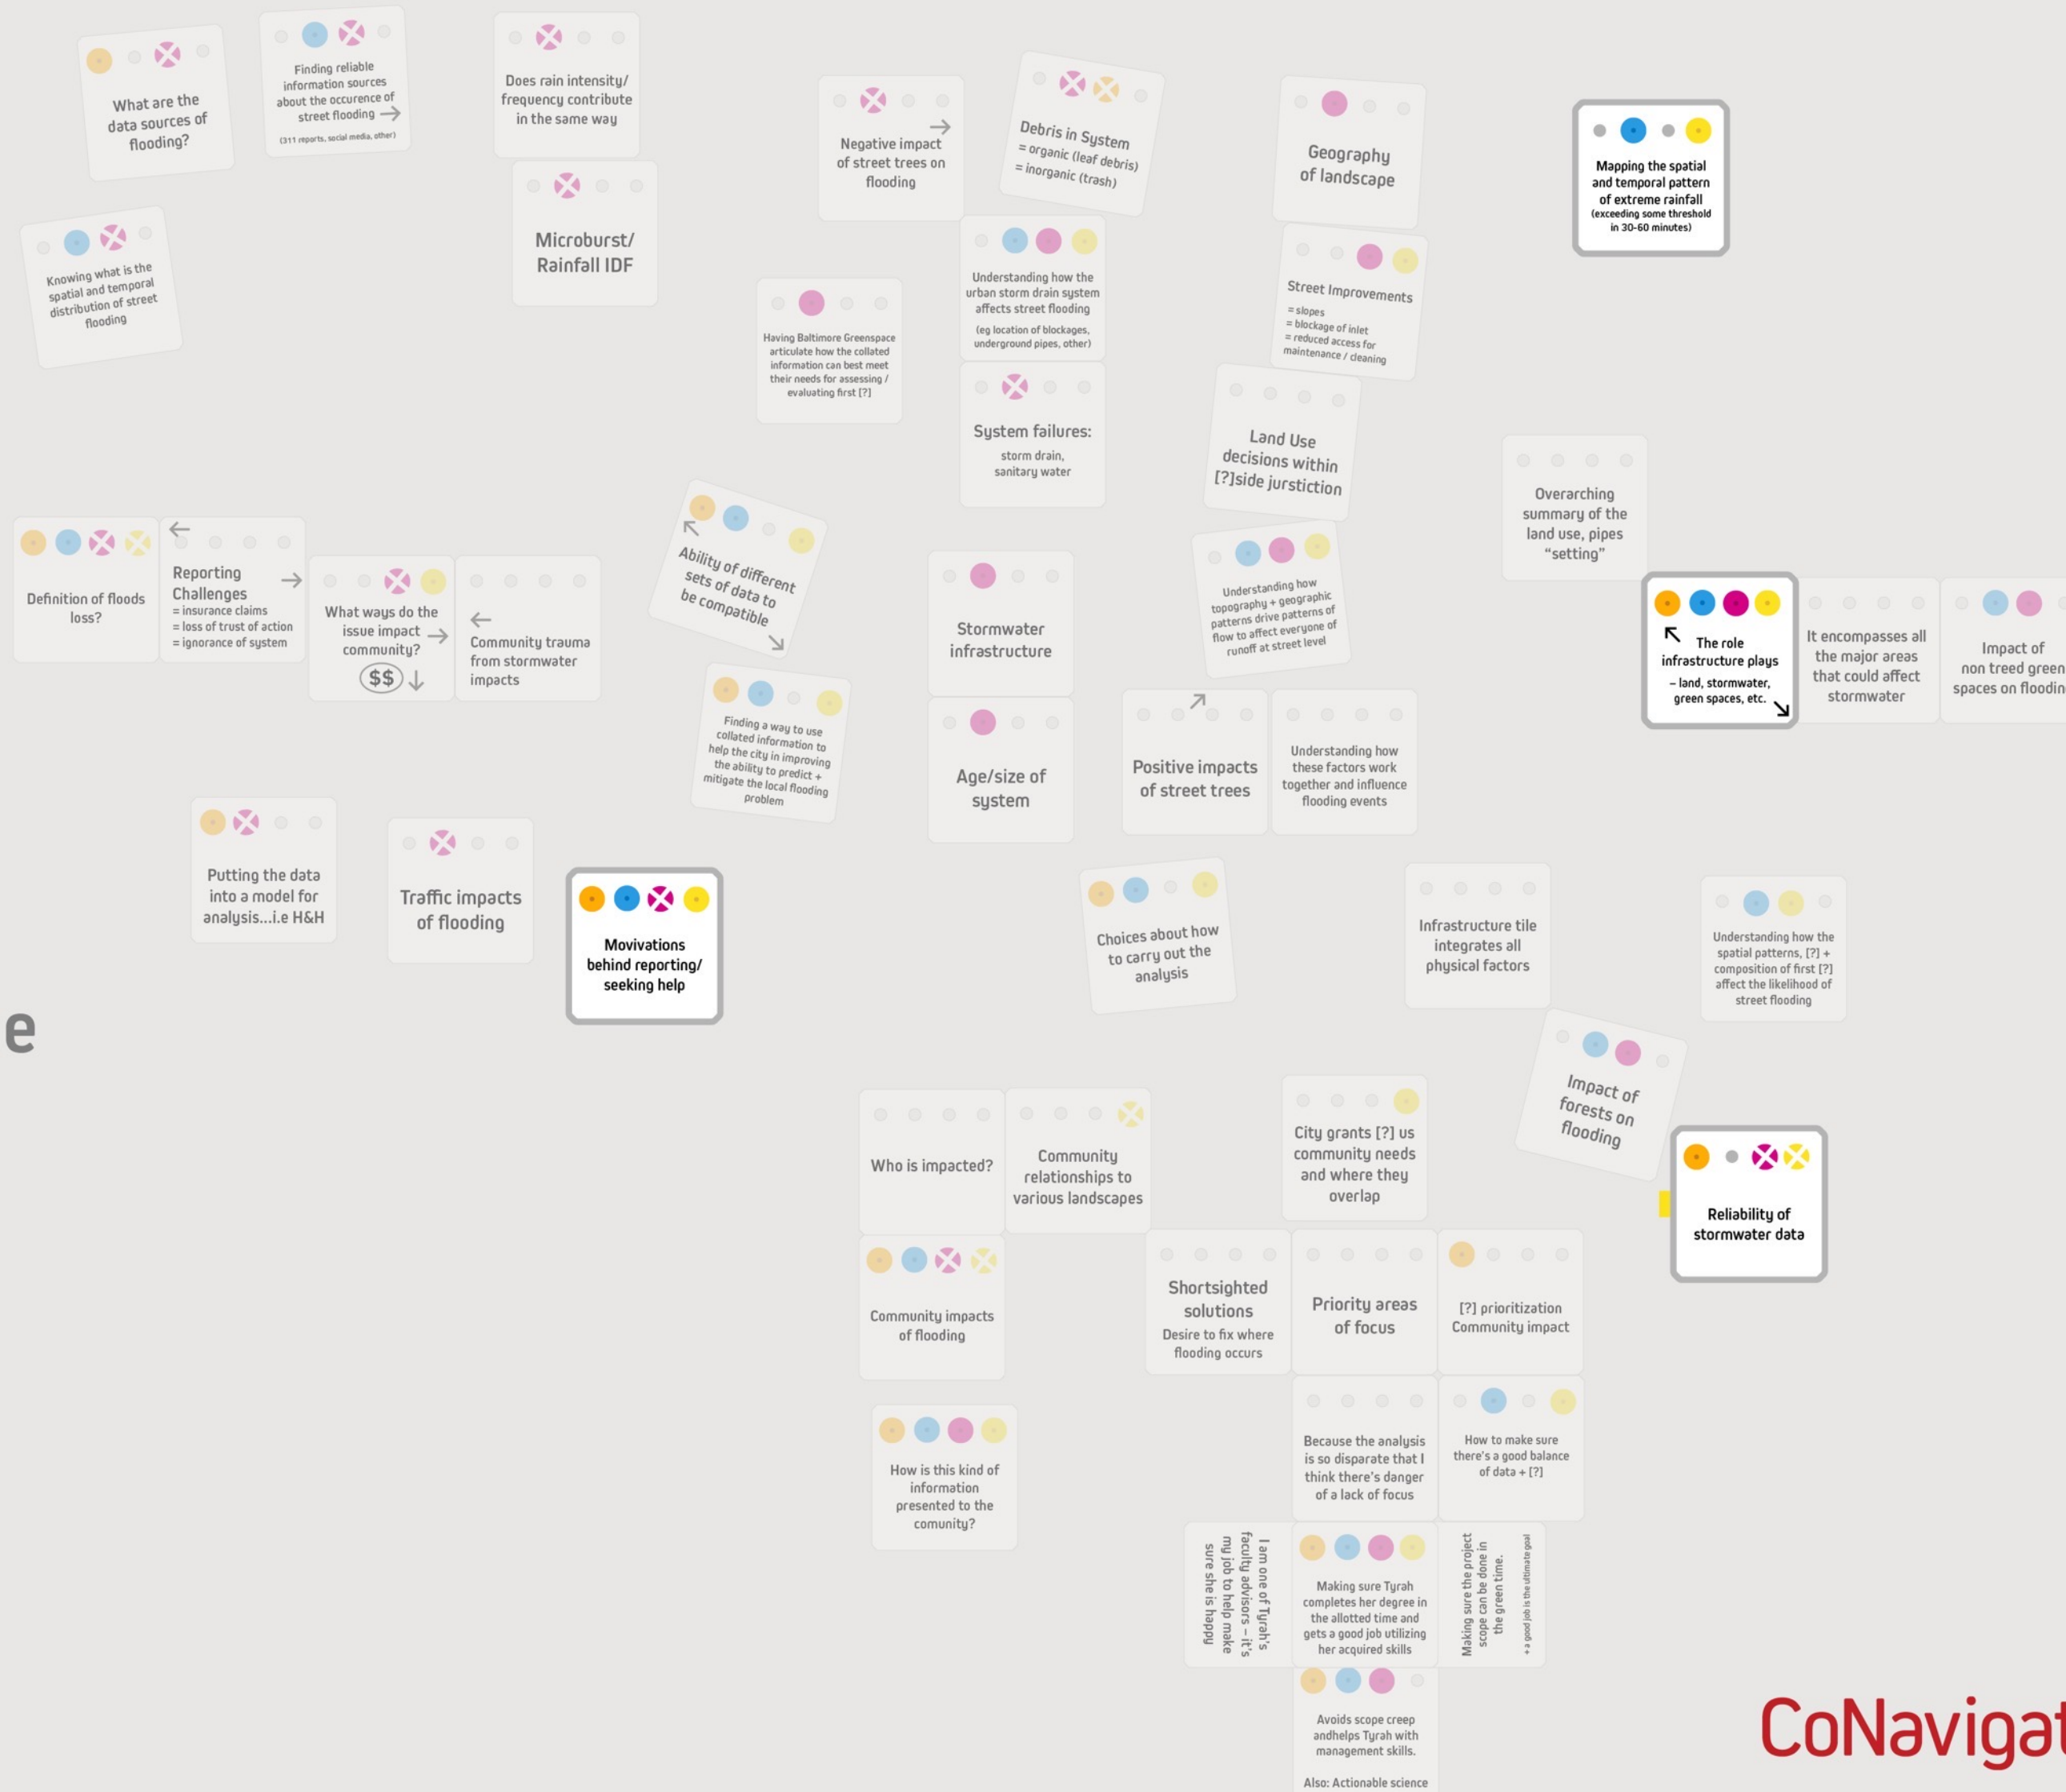 What are the
data sources of
flooding?
Finding reliable
information sources
about the occurence of
street flooding →
(311 reports, social media, other)
Does rain intensity/
frequency contribute
in the same way
Microburst/
Rainfall IDF
Knowing what is the
spatial and temporal
distribution of street
flooding
→
Negative impact
of street trees on
flooding
Debris in System
= organic (leaf debris)
= inorganic (trash)
Geography
of landscape
Mapping the spatial
and temporal pattern
of extreme rainfall
(exceeding some threshold
in 30-60 minutes)
Understanding how the
urban storm drain system
affects street flooding
(eg location of blockages,
underground pipes, other)
Street Improvements
= slopes
= blockage of inlet
= reduced access for
maintenance / cleaning
Having Baltimore Greenspace
articulate how the collated
information can best meet
their needs for assessing /
evaluating first [?]
System failures:
storm drain,
sanitary water
Land Use
decisions within
[?]side jurstiction
Overarching
summary of the
land use, pipes
“setting”
Definition of floods
loss?
←
Reporting →
Challenges
= insurance claims
= loss of trust of action
= ignorance of system
What ways do the
issue impact →
community?
$$ ↓
←
Community trauma
from stormwater
impacts
↖
Ability of different
sets of data to
be compatible
↘
Stormwater
infrastructure
Understanding how
topography + geographic
patterns drive patterns of
flow to affect everyone of
runoff at street level
↖ The role
infrastructure plays
– land, stormwater,
green spaces, etc. ↘
It encompasses all
the major areas
that could affect
stormwater
Impact of
non treed green
spaces on floodin
Finding a way to use
collated information to
help the city in improving
the ability to predict +
mitigate the local flooding
problem
Age/size of
system
↗
Positive impacts
of street trees
Understanding how
these factors work
together and influence
flooding events
Putting the data
into a model for
analysis...i.e H&H
Traffic impacts
of flooding
Movivations
behind reporting/
seeking help
Choices about how
to carry out the
analysis
Infrastructure tile
integrates all
physical factors
Understanding how the
spatial patterns, [?] +
composition of first [?]
affect the likelihood of
street flooding
e
Impact of
forests on
flooding
Who is impacted?
Community
relationships to
various landscapes
City grants [?] us
community needs
and where they
overlap
Reliability of
stormwater data
Community impacts
of flooding
Shortsighted
solutions
Desire to fix where
flooding occurs
Priority areas
of focus
[?] prioritization
Community impact
How is this kind of
information
presented to the
comunity?
Because the analysis
is so disparate that I
think there’s danger
of a lack of focus
How to make sure
there’s a good balance
of data + [?]
I am one of Tyrah’s
faculty advisors – it’s
my job to help make
sure she is happy
Making sure Tyrah
completes her degree in
the allotted time and
gets a good job utilizing
her acquired skills
Making sure the project
scope can be done in
the green time.
+ a good job is the ultimate goal
Avoids scope creep
andhelps Tyrah with
management skills.
Also: Actionable science
CoNavigat